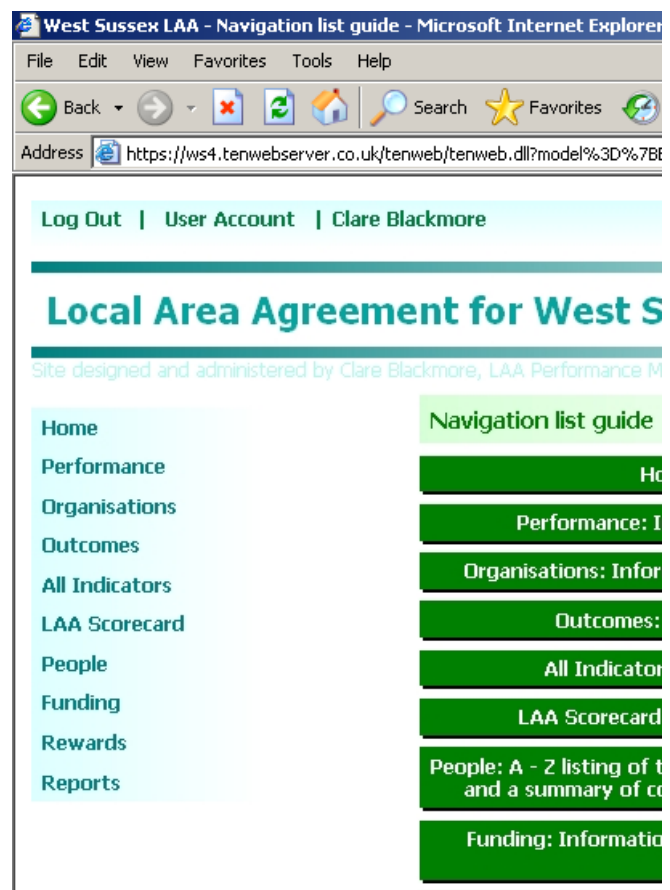 West Sussex LAA - Navigation list guide - Microsoft Internet Explorer
File Edit View Favorites Tools Help
Back Search Favorites
Address https://ws4.tenwebserver.co.uk/tenweb/tenweb.dll?model%3D%7B
Log Out | User Account | Clare Blackmore
Local Area Agreement for West S
Site designed and administered by Clare Blackmore, LAA Performance M
Home
Performance
Organisations
Outcomes
All Indicators
LAA Scorecard
People
Funding
Rewards
Reports
Navigation list guide
Ho
Performance: I
Organisations: Infor
Outcomes:
All Indicator
LAA Scorecard
People: A - Z listing of t
and a summary of co
Funding: Informatio